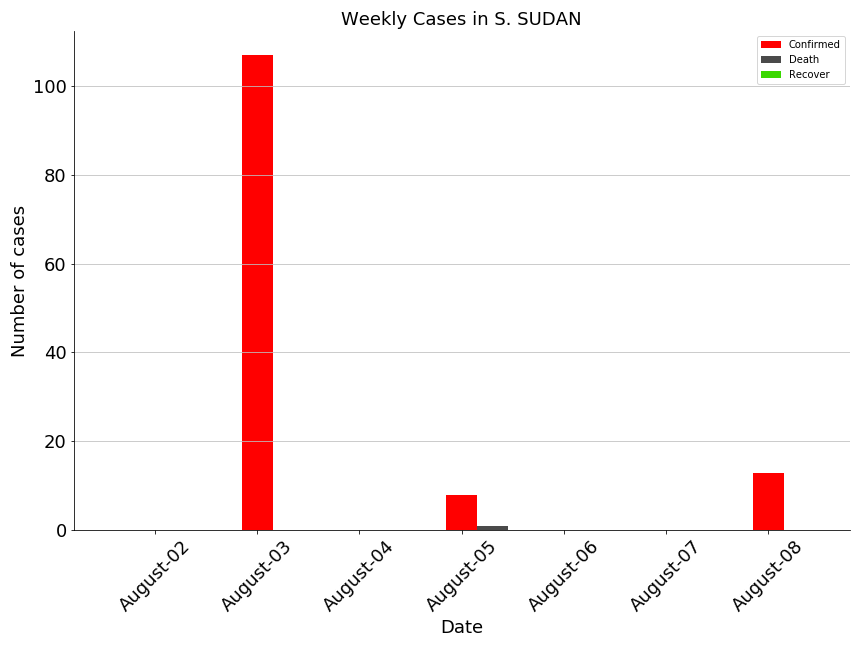 Weekly Cases in S. SUDAN
Confirmed
Death
Recover
Number of cases
100
80
60
40
20
0
August-02
August-03
August-04
August-05
August-06
August-07
August-08
Date